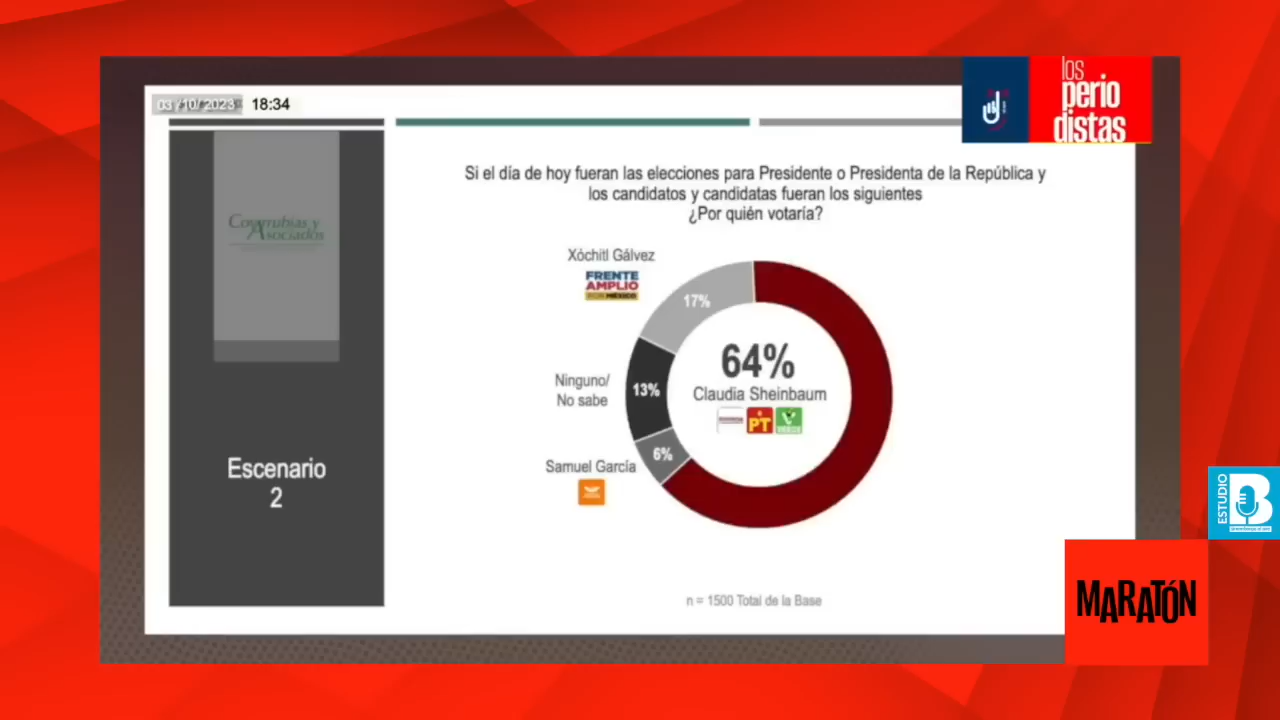 03/10/2023 18:34
los
perio
distas
Covarrubias y
Asociados
Escenario
2
Si el día de hoy fueran las elecciones para Presidente o Presidenta de la República y
los candidatos y candidatas fueran los siguientes
¿Por quién votaría?
Xóchitl Gálvez
FRENTE
AMPLIO
POR MÉXICO
17%
Ninguno/
No sabe
13%
64%
Claudia Sheinbaum
PT
VERDE
Samuel García
6%
n = 1500 Total de la Base
ESTUDIO
B
MARATÓN